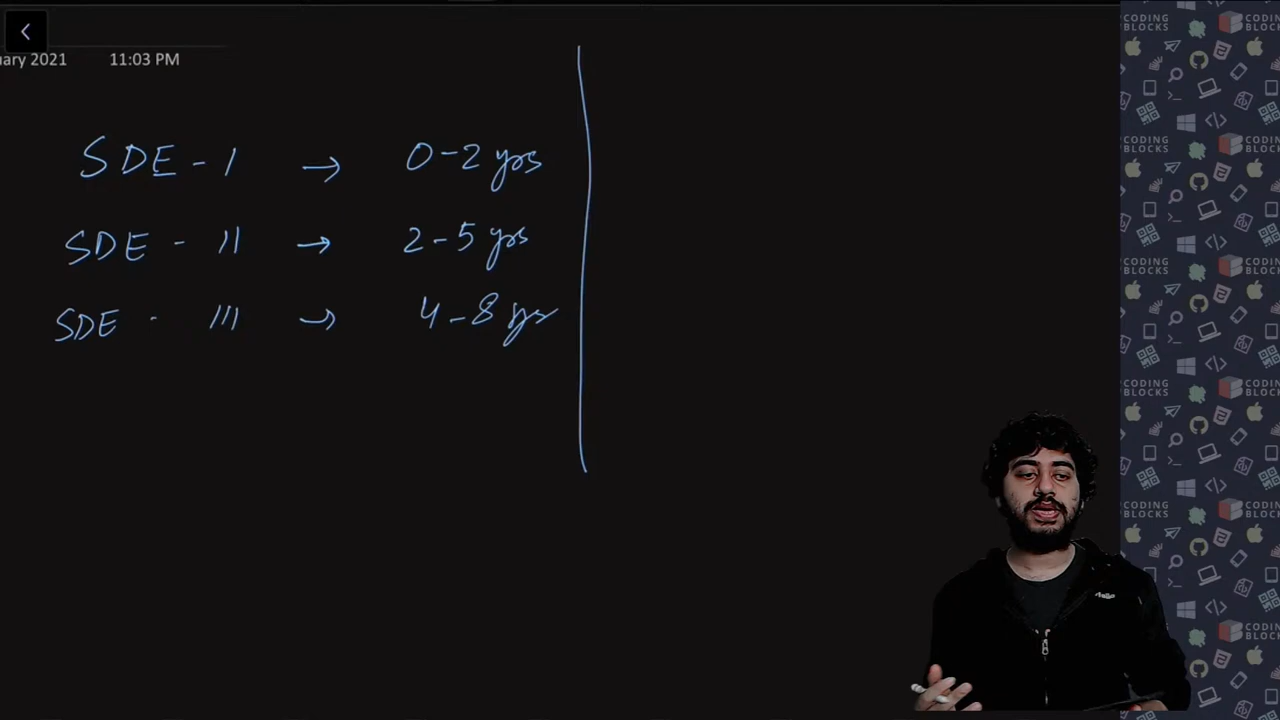 uary 2021 11:03 PM
SDE - I → 0-2 yrs
SDE - II → 2-5 yrs
SDE - III → 4-8 yrs
CODING
BLOCKS